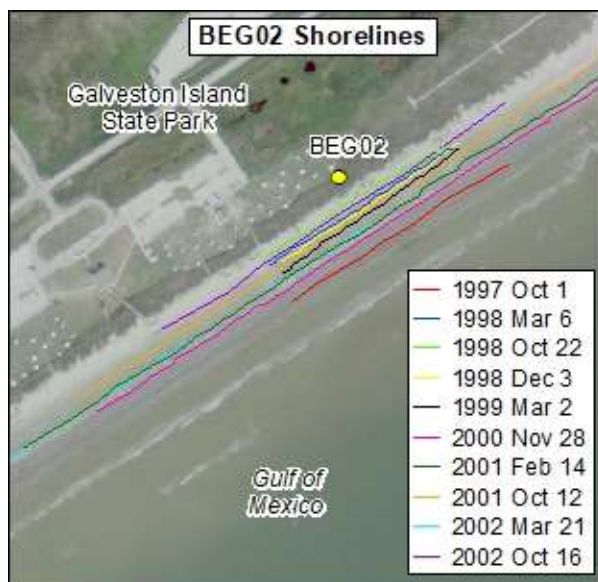 BEG02 Shorelines
Galveston Island
State Park
BEG02
1997 Oct 1
1998 Mar 6
1998 Oct 22
1998 Dec 3
1999 Mar 2
2000 Nov 28
2001 Feb 14
2001 Oct 12
2002 Mar 21
2002 Oct 16
Gulf of
Mexico